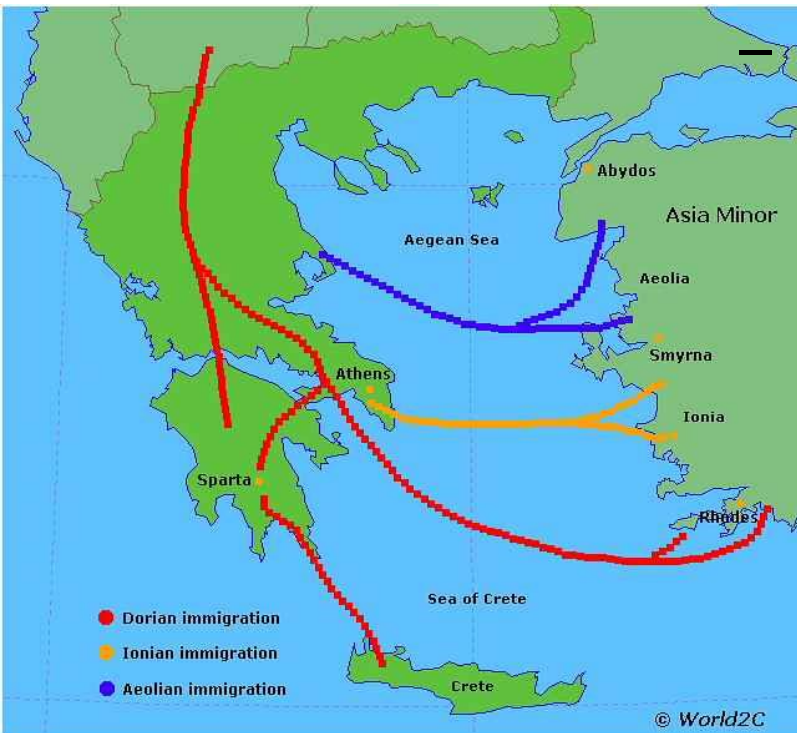 Abydos
Asia Minor
Aegean Sea
Aeolia
Smyrna
Athens
Ionia
Sparta
Rhodes
Sea of Crete
Dorian immigration
Ionian immigration
Aeolian immigration
Crete
© World2C